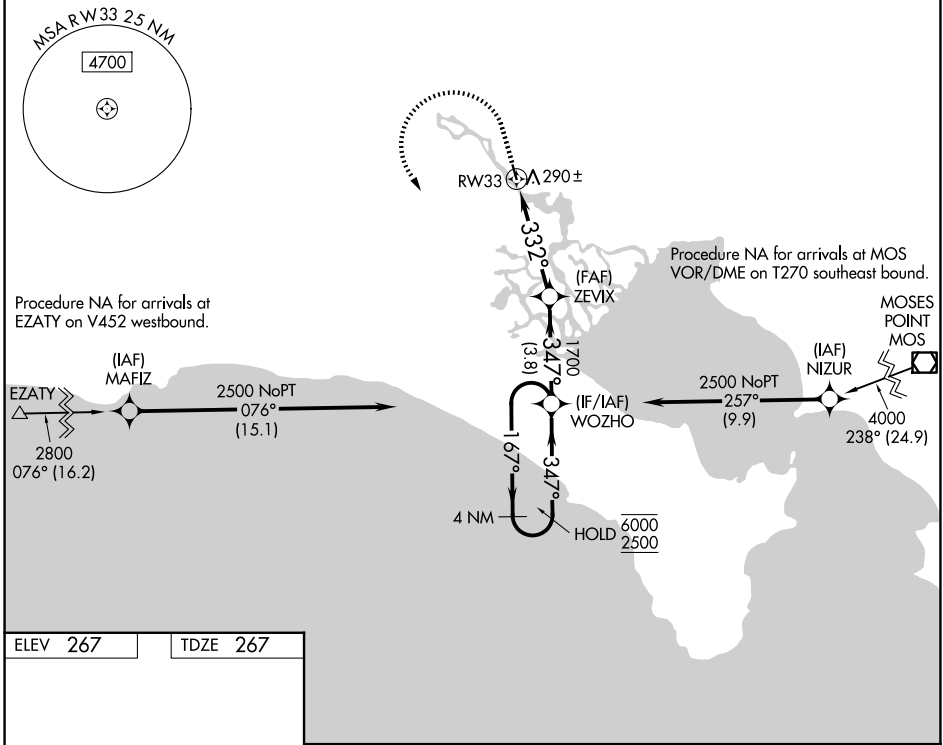 MSA RW33 25 NM
4700
RW33
290±
332°
(FAF)
ZEVIX
Procedure NA for arrivals at MOS
VOR/DME on T270 southeast bound.
MOSES
POINT
MOS
Procedure NA for arrivals at
EZATY on V452 westbound.
(IAF)
MAFIZ
EZATY
2500 NoPT
076°
(15.1)
2800
076° (16.2)
1700
347°
(3.8)
(IF/IAF)
WOZHO
2500 NoPT
257°
(9.9)
(IAF)
NIZUR
4000
238° (24.9)
167°
347°
4 NM
HOLD
6000
2500
ELEV 267
TDZE 267